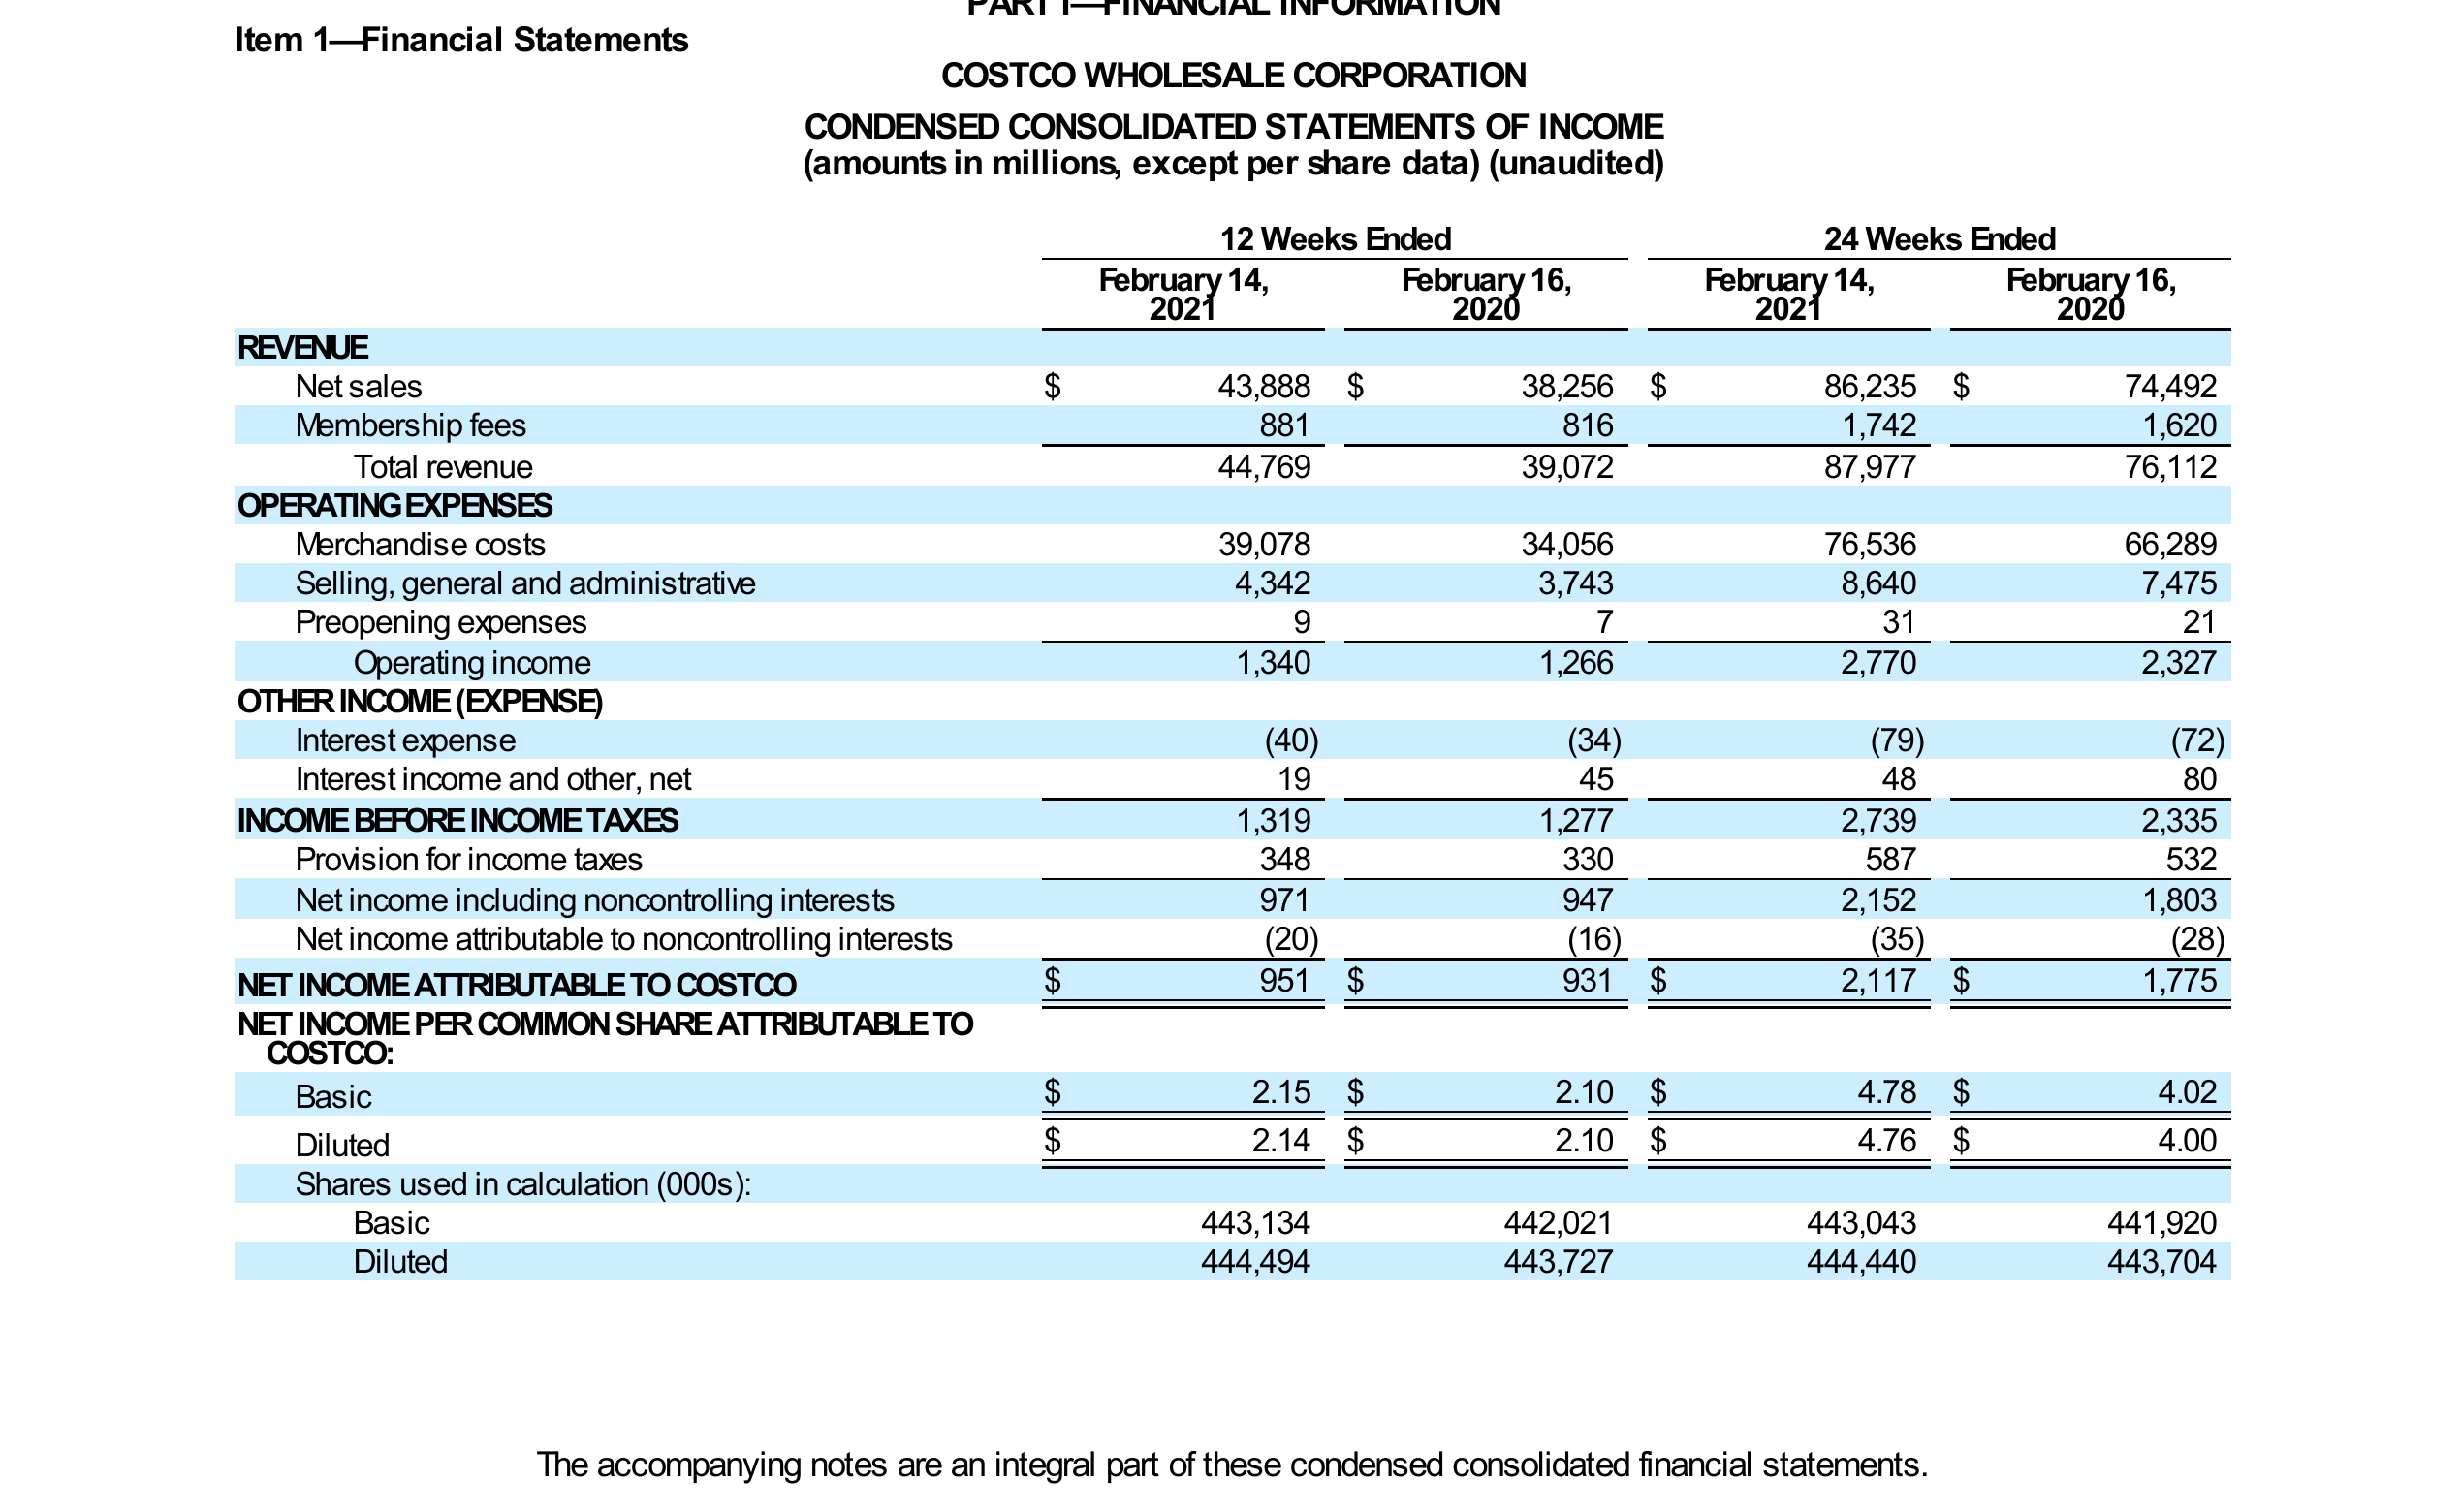 PART I—FINANCIAL INFORMATION
Item 1—Financial Statements
COSTCO WHOLESALE CORPORATION
CONDENSED CONSOLIDATED STATEMENTS OF INCOME
(amounts in millions, except per share data) (unaudited)
12 Weeks Ended 24 Weeks Ended
February 14, 2021 February 16, 2020 February 14, 2021 February 16, 2020
REVENUE
Net sales $ 43,888 $ 38,256 $ 86,235 $ 74,492
Membership fees 881 816 1,742 1,620
Total revenue 44,769 39,072 87,977 76,112
OPERATING EXPENSES
Merchandise costs 39,078 34,056 76,536 66,289
Selling, general and administrative 4,342 3,743 8,640 7,475
Preopening expenses 9 7 31 21
Operating income 1,340 1,266 2,770 2,327
OTHER INCOME (EXPENSE)
Interest expense (40) (34) (79) (72)
Interest income and other, net 19 45 48 80
INCOME BEFORE INCOME TAXES 1,319 1,277 2,739 2,335
Provision for income taxes 348 330 587 532
Net income including noncontrolling interests 971 947 2,152 1,803
Net income attributable to noncontrolling interests (20) (16) (35) (28)
NET INCOME ATTRIBUTABLE TO COSTCO $ 951 $ 931 $ 2,117 $ 1,775
NET INCOME PER COMMON SHARE ATTRIBUTABLE TO
COSTCO:
Basic $ 2.15 $ 2.10 $ 4.78 $ 4.02
Diluted $ 2.14 $ 2.10 $ 4.76 $ 4.00
Shares used in calculation (000s):
Basic 443,134 442,021 443,043 441,920
Diluted 444,494 443,727 444,440 443,704
The accompanying notes are an integral part of these condensed consolidated financial statements.